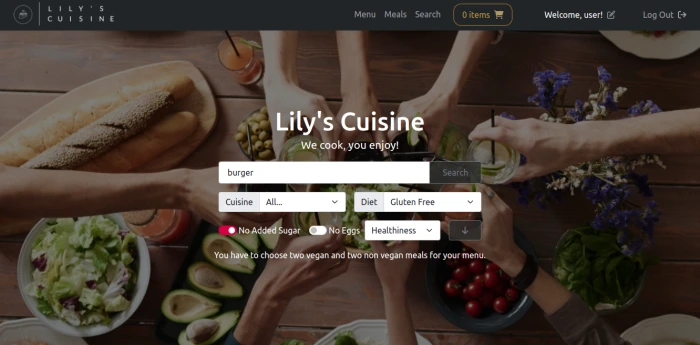 LILY'S
CUISINE
Menu Meals Search 0 items Welcome, user! Log Out
Lily's Cuisine
We cook, you enjoy!
burger Search
Cuisine All... Diet Gluten Free
No Added Sugar No Eggs Healthiness
You have to choose two vegan and two non vegan meals for your menu.